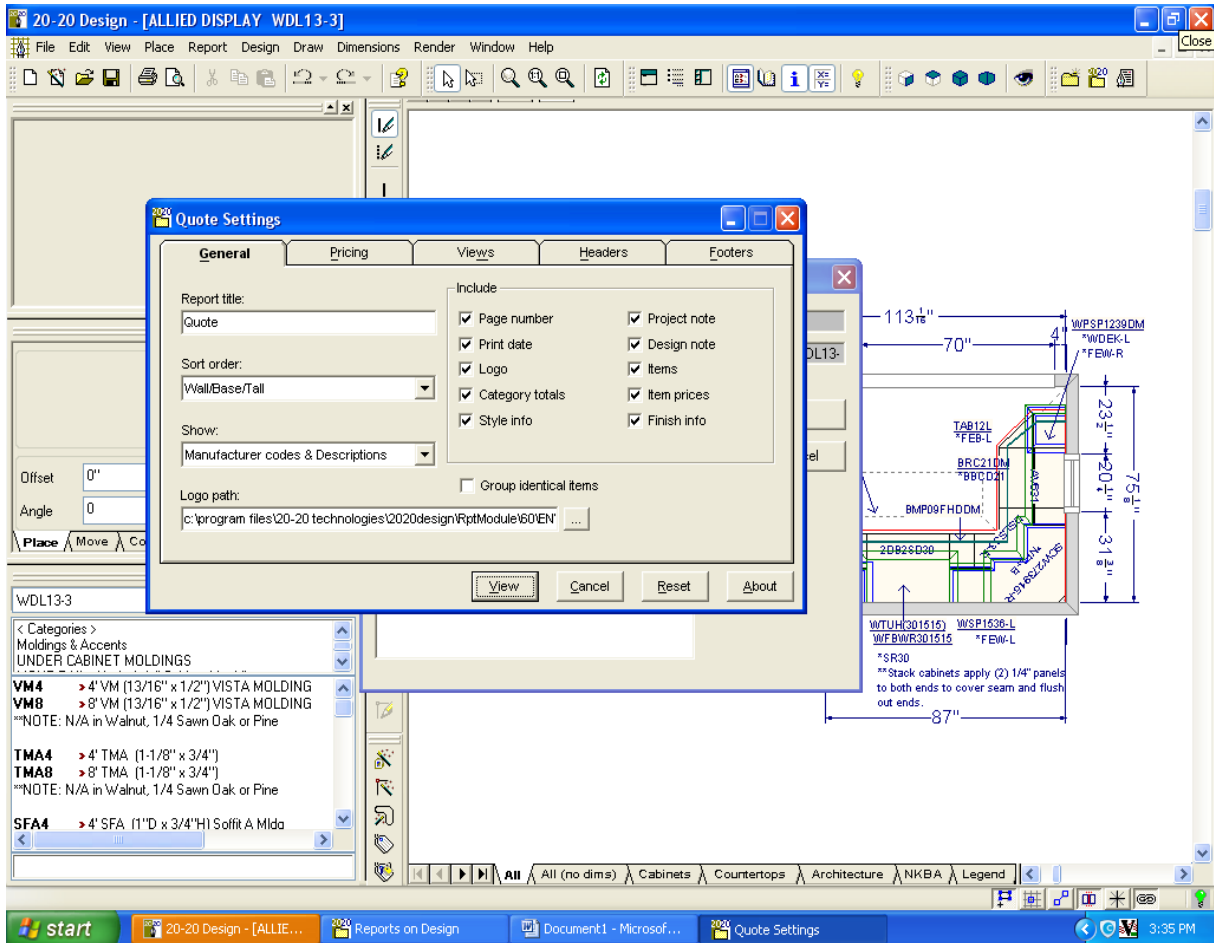 20-20 Design - [ALLIED DISPLAY WDL13-3]
File Edit View Place Report Design Draw Dimensions Render Window Help
Close
Quote Settings
General Pricing Views Headers Footers
Report title:
Quote
Sort order:
Wall/Base/Tall
Show:
Manufacturer codes & Descriptions
Logo path:
c:\program files\20-20 technologies\2020design\RptModule\60\EN\
...
Include
Page number
Print date
Logo
Category totals
Style info
Project note
Design note
Items
Item prices
Finish info
Group identical items
View Cancel Reset About
Offset 0"
Angle 0
Place Move Co
WDL13-3
< Categories >
Moldings & Accents
UNDER CABINET MOLDINGS
VM4 > 4' VM (13/16" x 1/2") VISTA MOLDING
VM8 > 8' VM (13/16" x 1/2") VISTA MOLDING
**NOTE: N/A in Walnut, 1/4 Sawn Oak or Pine
TMA4 > 4' TMA (1-1/8" x 3/4")
TMA8 > 8' TMA (1-1/8" x 3/4")
**NOTE: N/A in Walnut, 1/4 Sawn Oak or Pine
SFA4 > 4' SFA (1"D x 3/4"H) Soffit A Mldg
DL13-
cel
113 1/16"
70"
4"
WPSP1239DM
*WDEK-L
*FEW-R
23 1/2"
20 1/4"
75 1/8"
31 3/8"
TAB12L
*FEB-L
BRC21DM
*BBCD21
BMP09FHDDM
2DB2SD30
WTUH(301515)
WFBWR301515
*SR30
WSP1536-L
*FEW-L
**Stack cabinets apply (2) 1/4" panels
to both ends to cover seam and flush
out ends.
87"
All All (no dims) Cabinets Countertops Architecture NKBA Legend
start
20-20 Design - [ALLIE...
Reports on Design
Document1 - Microsof...
Quote Settings
3:35 PM